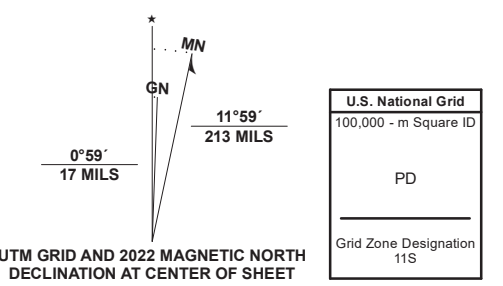 ★
MN
GN
11°59´
213 MILS
0°59´
17 MILS
UTM GRID AND 2022 MAGNETIC NORTH
DECLINATION AT CENTER OF SHEET
U.S. National Grid
100,000 - m Square ID
PD
Grid Zone Designation
11S